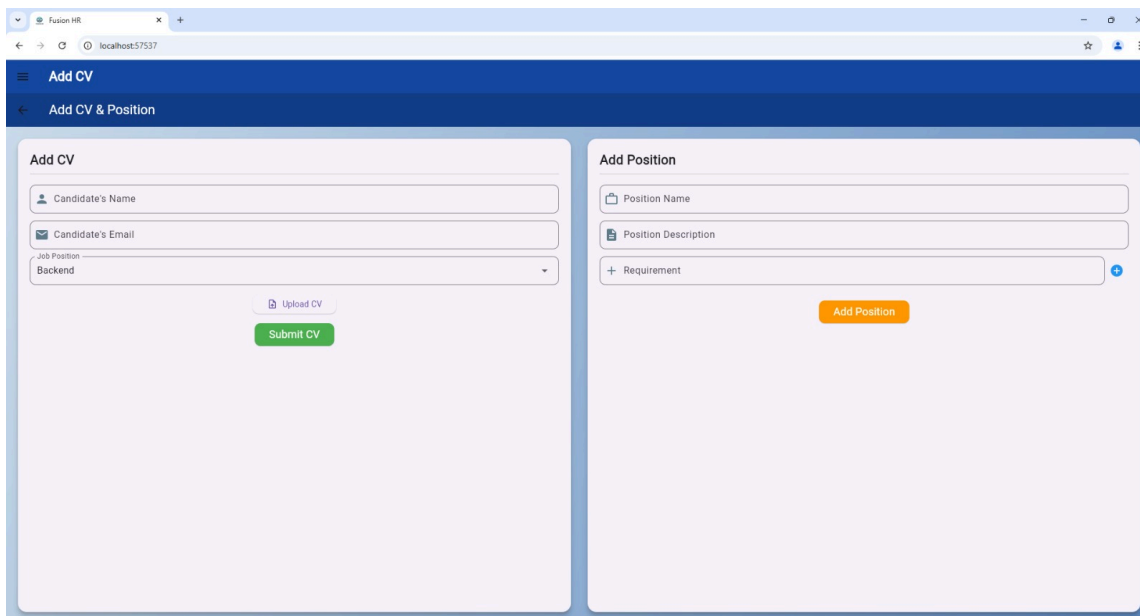 Fusion HR
localhost:57537
Add CV
Add CV & Position
Add CV
Candidate's Name
Candidate's Email
Job Position
Backend
Upload CV
Submit CV
Add Position
Position Name
Position Description
Requirement
Add Position